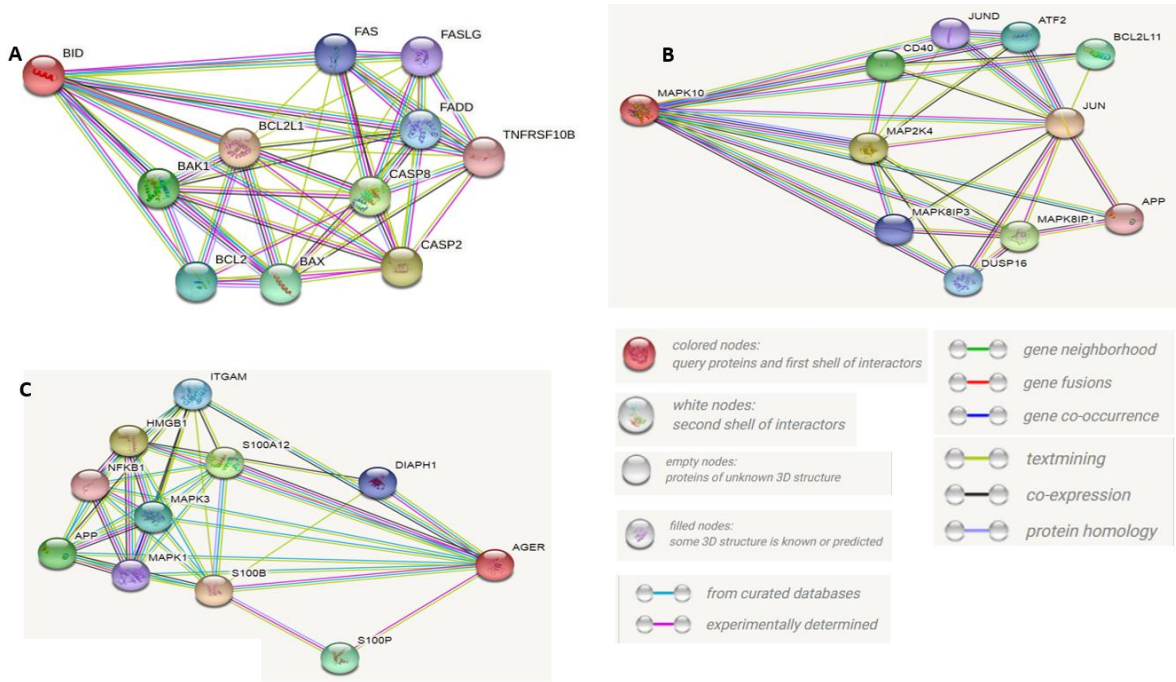 A
BID
FAS
FASLG
FADD
TNFRSF10B
BCL2L1
BAK1
CASP8
CASP2
BCL2
BAX
B
JUND
ATF2
BCL2L11
CD40
MAPK10
JUN
MAP2K4
APP
MAPK8IP3
MAPK8IP1
DUSP16
C
ITGAM
HMGB1
S100A12
NFKB1
DIAPH1
MAPK3
APP
AGER
MAPK1
S100B
S100P
colored nodes:
query proteins and first shell of interactors
white nodes:
second shell of interactors
empty nodes:
proteins of unknown 3D structure
filled nodes:
some 3D structure is known or predicted
from curated databases
experimentally determined
gene neighborhood
gene fusions
gene co-occurrence
textmining
co-expression
protein homology